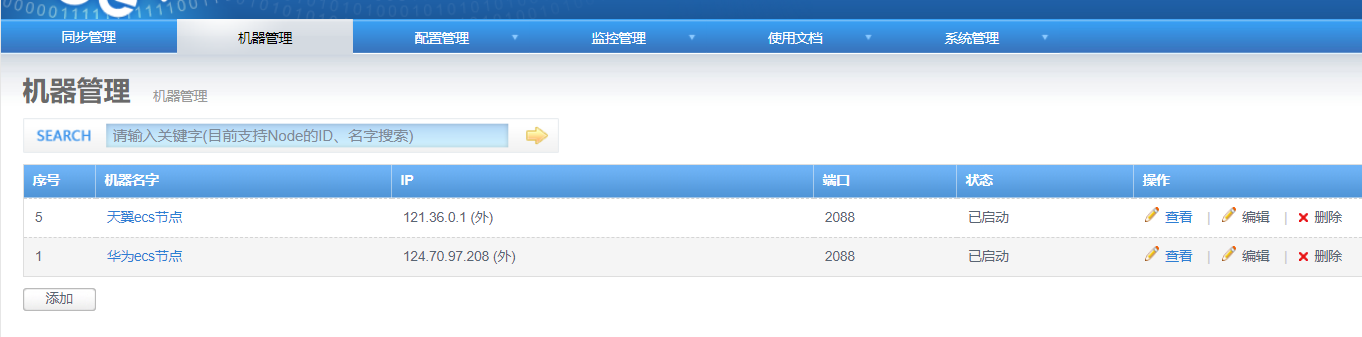 同步管理 机器管理 配置管理 监控管理 使用文档 系统管理
机器管理 机器管理
SEARCH 请输入关键字(目前支持Node的ID、名字搜索)
序号 机器名字 IP 端口 状态 操作
5 天翼ecs节点 121.36.0.1 (外) 2088 已启动 查看 | 编辑 | 删除
1 华为ecs节点 124.70.97.208 (外) 2088 已启动 查看 | 编辑 | 删除
添加